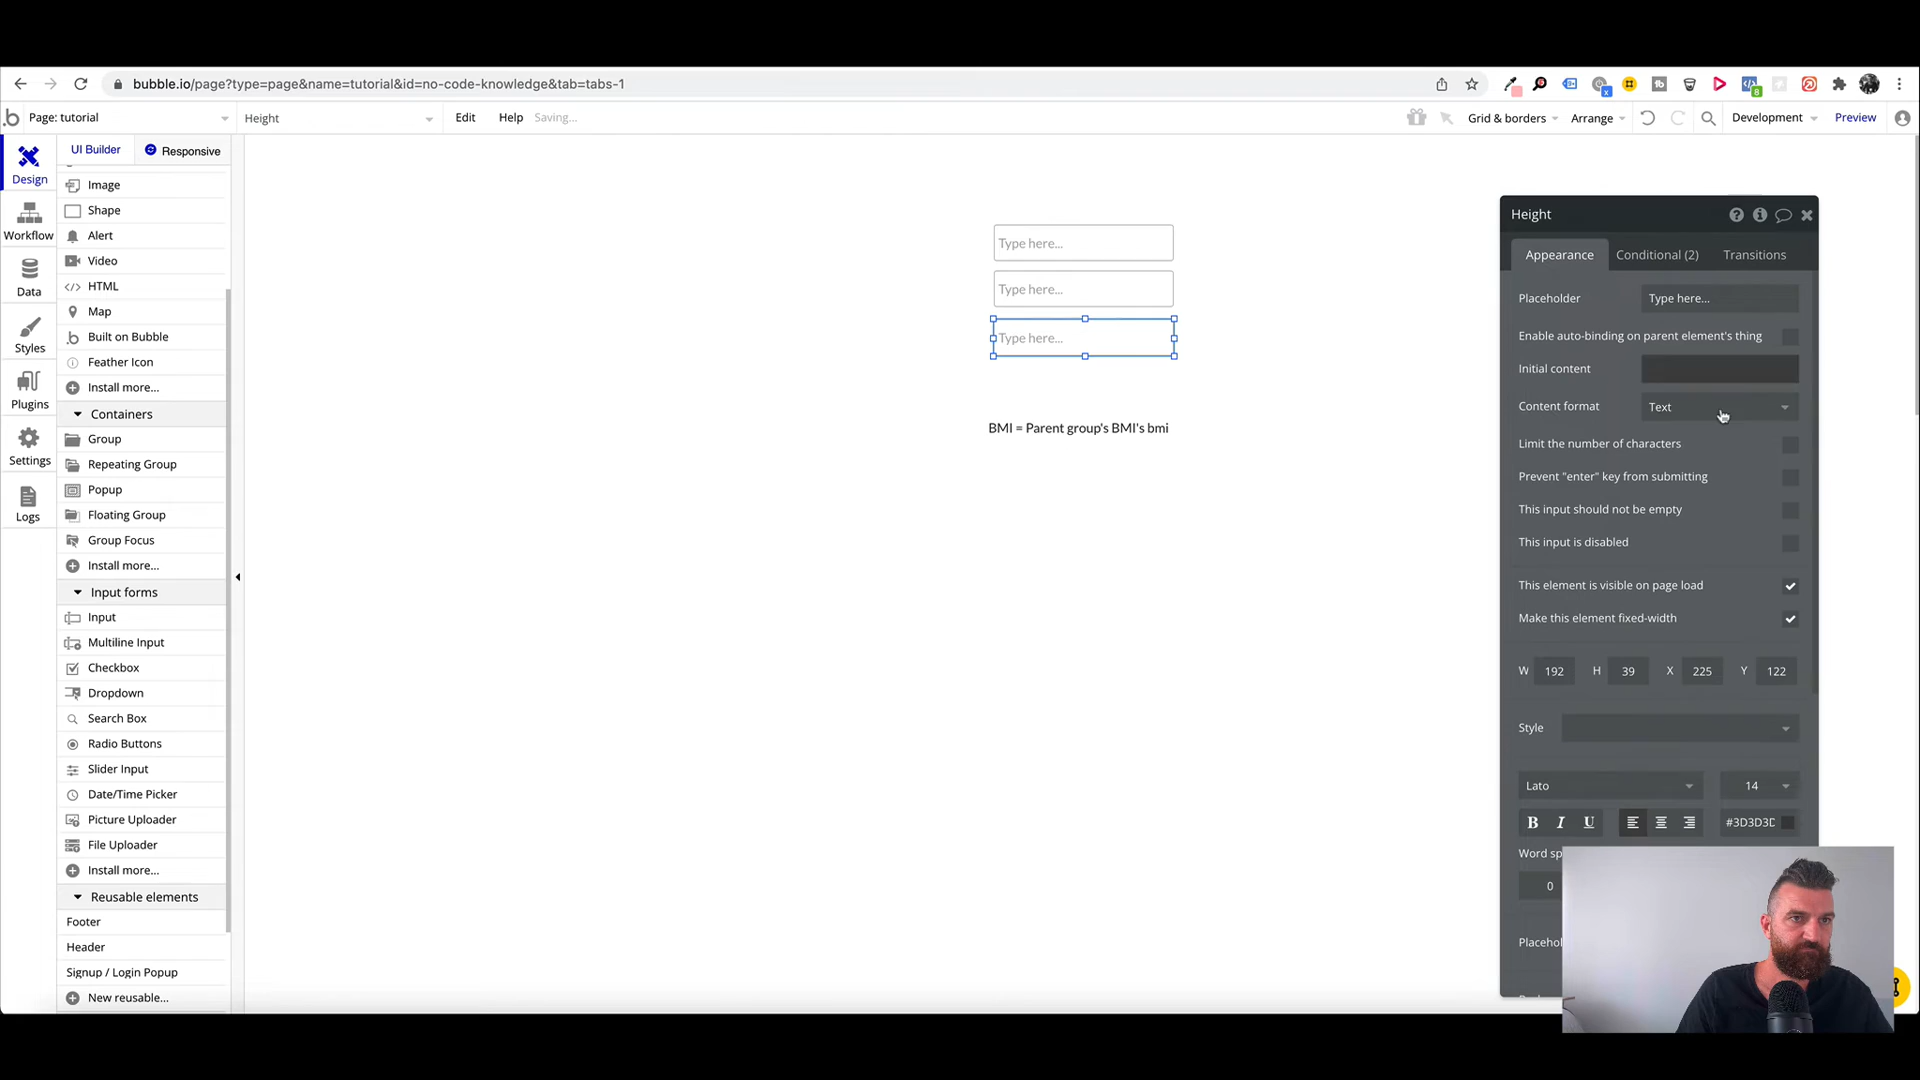 bubble.io/page?type=page&name=tutorial&id=no-code-knowledge&tab=tabs-1
Page: tutorial
Height
Edit
Help
Saving...
Grid & borders
Arrange
Development
Preview
Design
Workflow
Data
Styles
Plugins
Settings
Logs
UI Builder
Responsive
Image
Shape
Alert
Video
HTML
Map
Built on Bubble
Feather Icon
Install more...
Containers
Group
Repeating Group
Popup
Floating Group
Group Focus
Install more...
Input forms
Input
Multiline Input
Checkbox
Dropdown
Search Box
Radio Buttons
Slider Input
Date/Time Picker
Picture Uploader
File Uploader
Install more...
Reusable elements
Footer
Header
Signup / Login Popup
New reusable...
Type here...
Type here...
Type here...
BMI = Parent group's BMI's bmi
Height
Appearance
Conditional (2)
Transitions
Placeholder
Type here...
Enable auto-binding on parent element's thing
Initial content
Content format
Text
Limit the number of characters
Prevent "enter" key from submitting
This input should not be empty
This input is disabled
This element is visible on page load
Make this element fixed-width
W 192 H 39 X 225 Y 122
Style
Lato
14
B I U
#3D3D3D
Word sp
0
Placehol